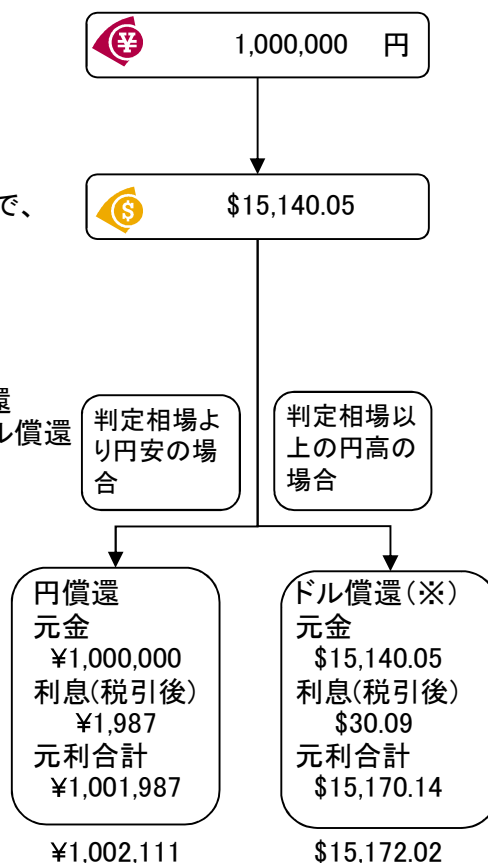 1,000,000 円
で、
$15,140.05
還
ル償還
判定相場よ
り円安の場
合
判定相場以
上の円高の
場合
円償還
元金
¥1,000,000
利息(税引後)
¥1,987
元利合計
¥1,001,987
ドル償還(※)
元金
$15,140.05
利息(税引後)
$30.09
元利合計
$15,170.14
¥1,002,111
$15,172.02